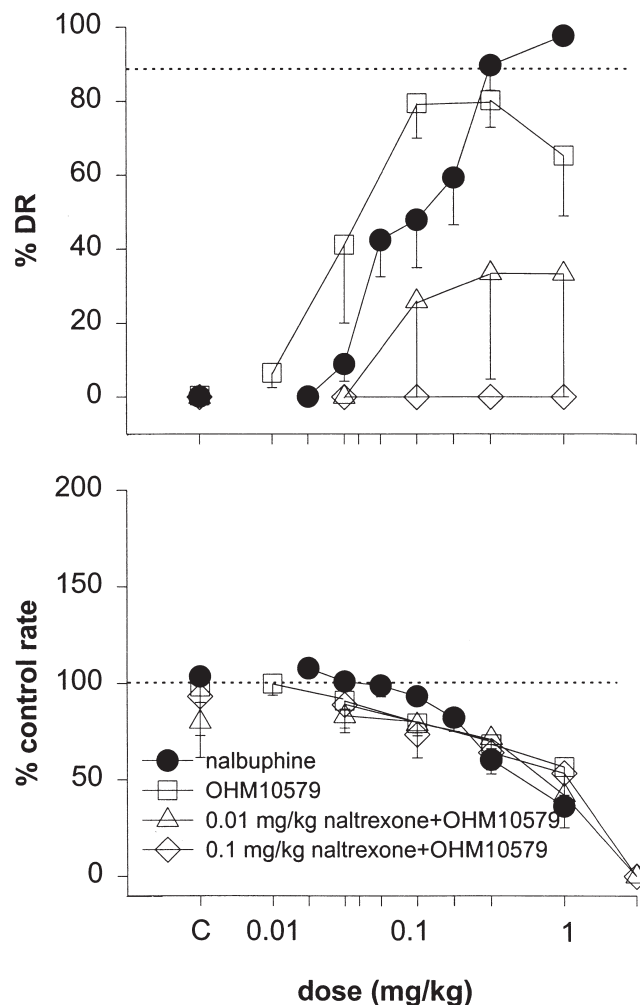 100
80
% DR
60
40
20
0
200
150
% control rate
100
50
nalbuphine
OHM10579
0.01 mg/kg naltrexone+OHM10579
0.1 mg/kg naltrexone+OHM10579
0
C 0.01 0.1 1
dose (mg/kg)